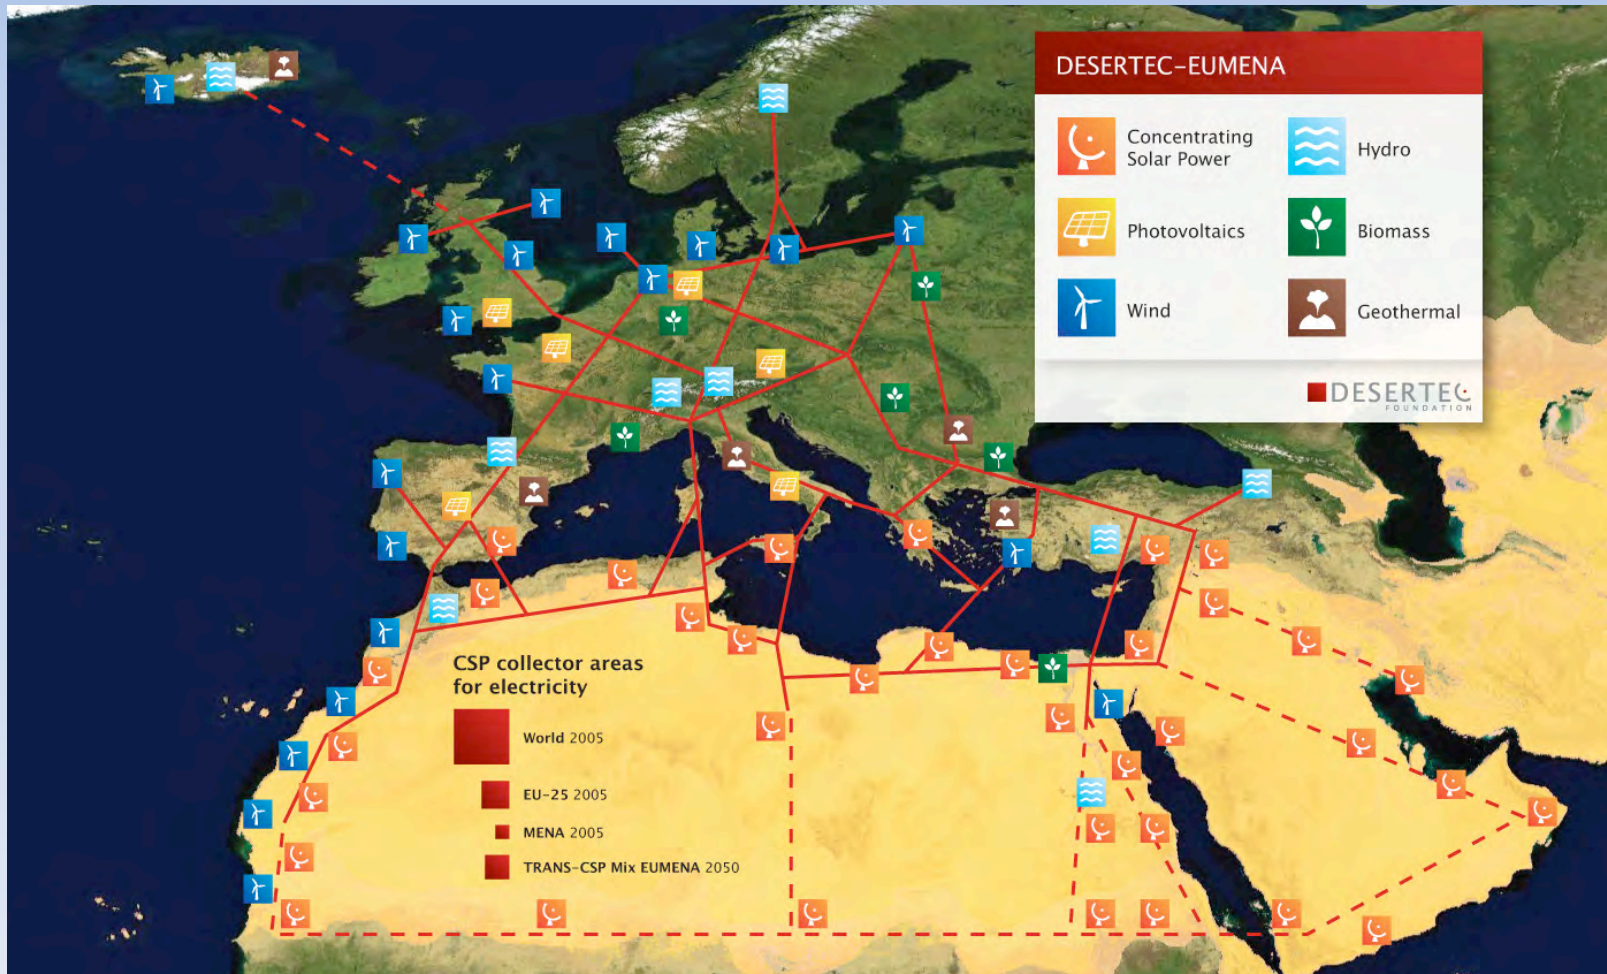 DESERTEC-EUMENA
Concentrating
Solar Power
Hydro
Photovoltaics
Biomass
Wind
Geothermal
DESERTEC
FOUNDATION
CSP collector areas
for electricity
World 2005
EU-25 2005
MENA 2005
TRANS-CSP Mix EUMENA 2050